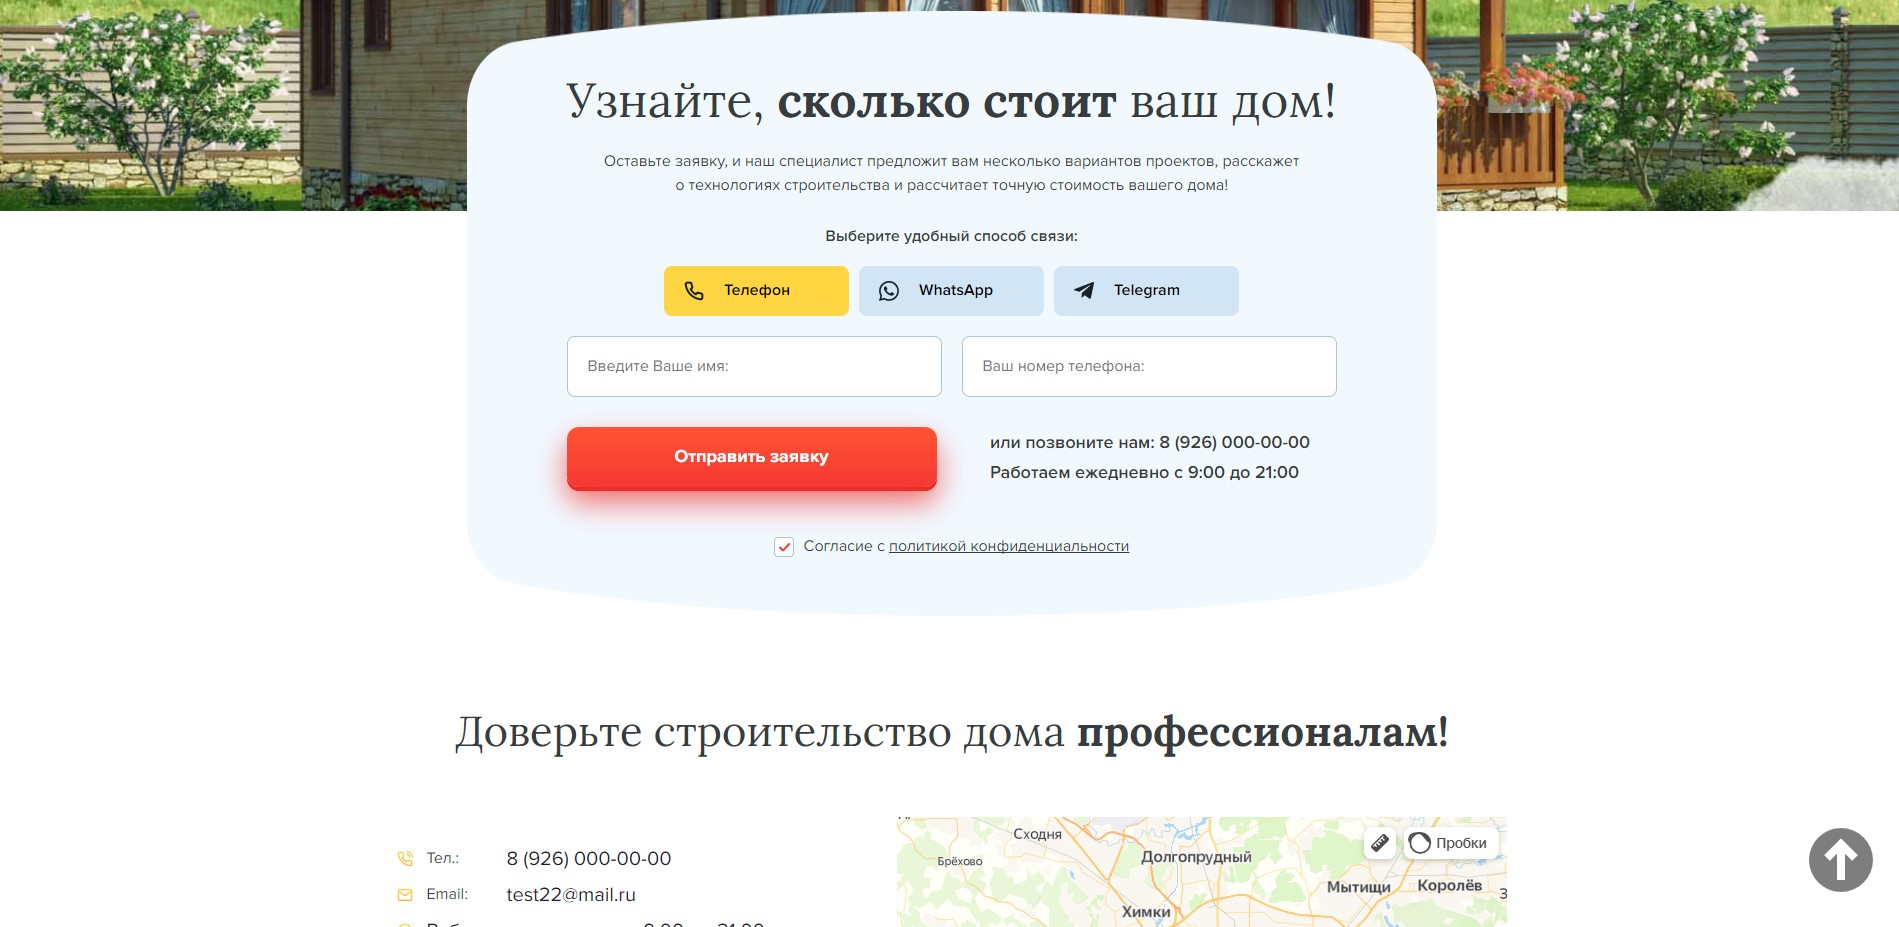 Узнайте, сколько стоит ваш дом!
Оставьте заявку, и наш специалист предложит вам несколько вариантов проектов, расскажет
о технологиях строительства и рассчитает точную стоимость вашего дома!
Выберите удобный способ связи:
Телефон
WhatsApp
Telegram
Введите Ваше имя:
Ваш номер телефона:
Отправить заявку
или позвоните нам: 8 (926) 000-00-00
Работаем ежедневно с 9:00 до 21:00
Согласие с политикой конфиденциальности
Доверьте строительство дома профессионалам!
Тел.: 8 (926) 000-00-00
Email: test22@mail.ru
Сходня
Пробки
Брёхово
Долгопрудный
Мытищи
Королёв
Химки